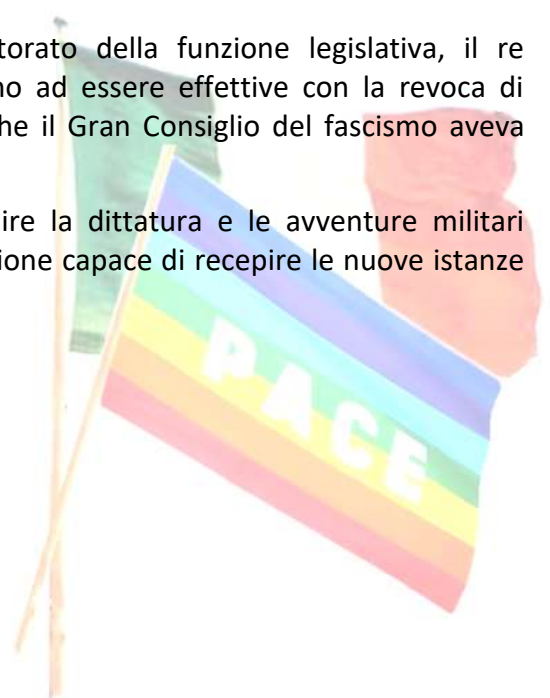 torato della funzione legislativa, il re
no ad essere effettive con la revoca di
he il Gran Consiglio del fascismo aveva
ire la dittatura e le avventure militari
ione capace di recepire le nuove istanze
PACE